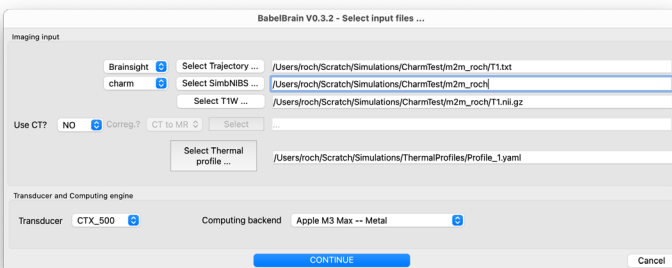 BabelBrain V0.3.2 - Select input files ...
Imaging input
Brainsight Select Trajectory ... /Users/roch/Scratch/Simulations/CharmTest/m2m_roch/T1.txt
charm Select SimbNIBS ... /Users/roch/Scratch/Simulations/CharmTest/m2m_roch
Select T1W ... /Users/roch/Scratch/Simulations/CharmTest/m2m_roch/T1.nii.gz
Use CT? NO Correg.? CT to MR Select ...
Select Thermal
profile ... /Users/roch/Scratch/Simulations/ThermalProfiles/Profile_1.yaml
Transducer and Computing engine
Transducer CTX_500 Computing backend Apple M3 Max -- Metal
CONTINUE Cancel